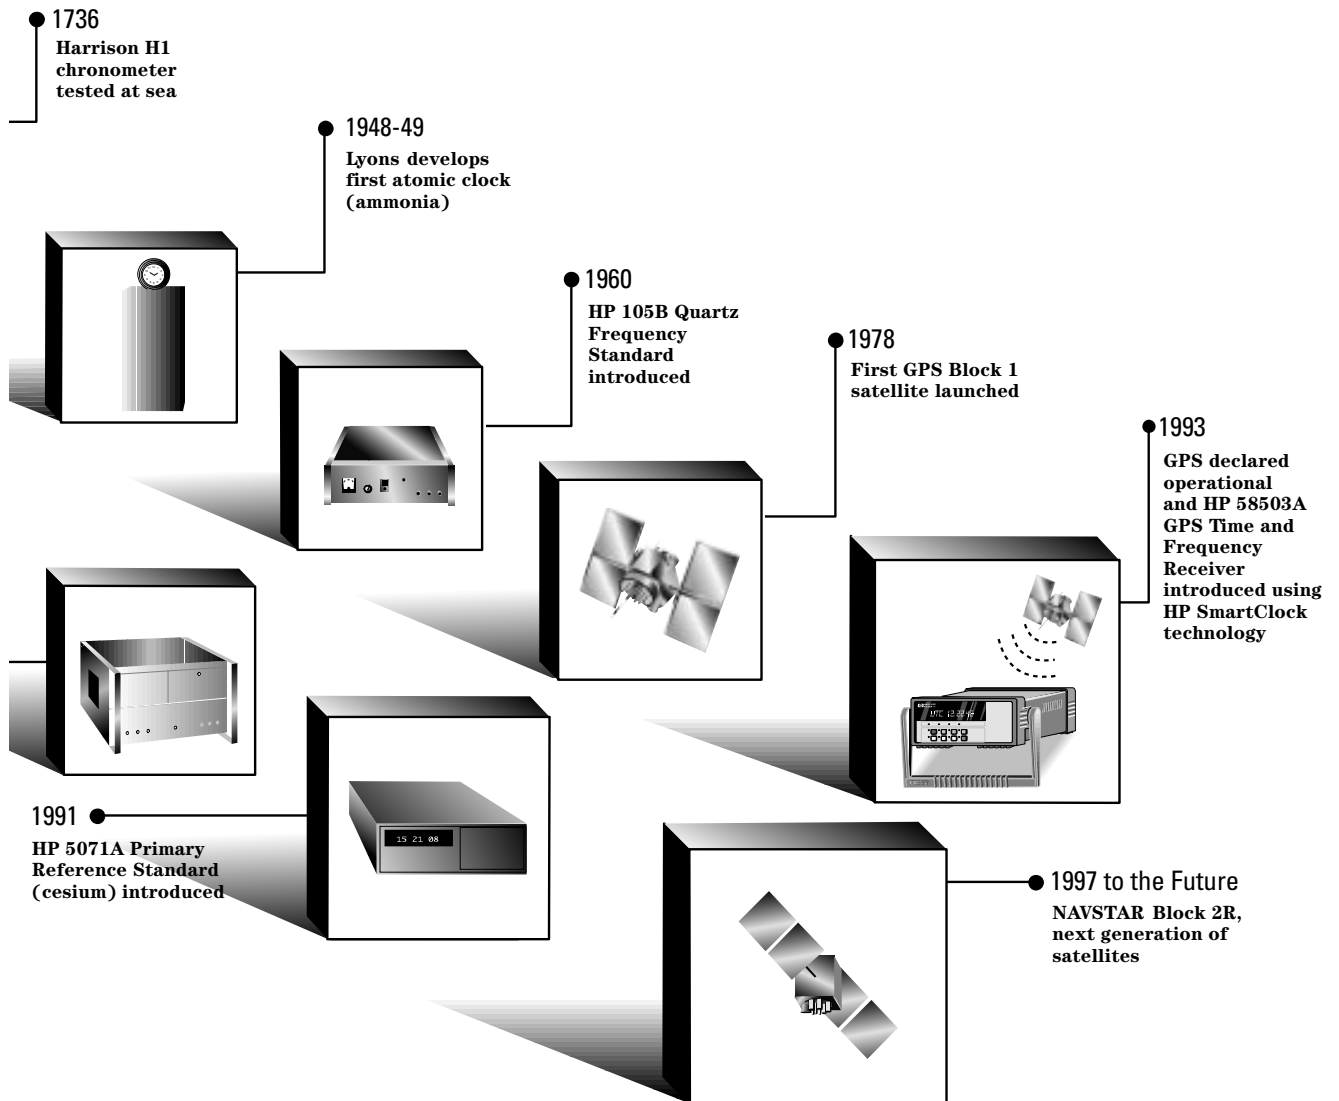 1736
Harrison H1
chronometer
tested at sea
1948-49
Lyons develops
first atomic clock
(ammonia)
1960
HP 105B Quartz
Frequency
Standard
introduced
1978
First GPS Block 1
satellite launched
1993
GPS declared
operational
and HP 58503A
GPS Time and
Frequency
Receiver
introduced using
HP SmartClock
technology
1991
HP 5071A Primary
Reference Standard
(cesium) introduced
15 21 08
1997 to the Future
NAVSTAR Block 2R,
next generation of
satellites